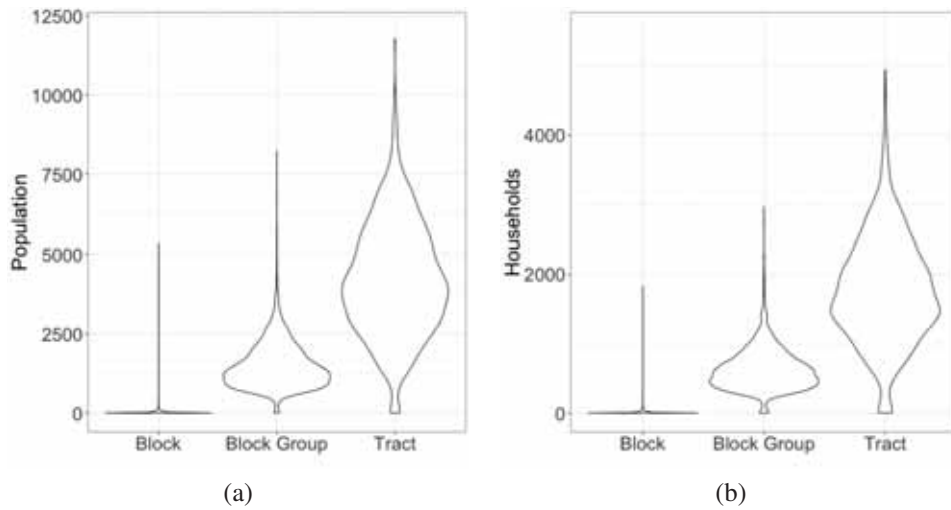 12500
10000
7500
5000
2500
0
Population
Block Block Group Tract
(a)
4000
2000
0
Households
Block Block Group Tract
(b)